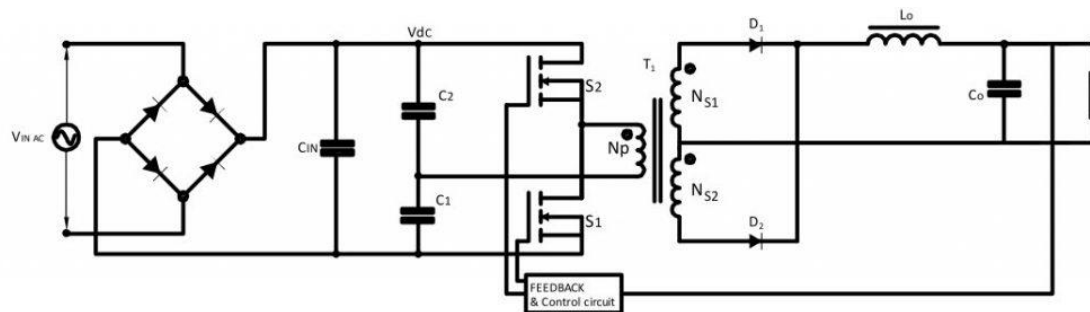 Vdc
D1
Lo
T1
C2
S2
NS1
Co
VIN AC
CIN
Np
C1
S1
NS2
D2
FEEDBACK
& Control circuit